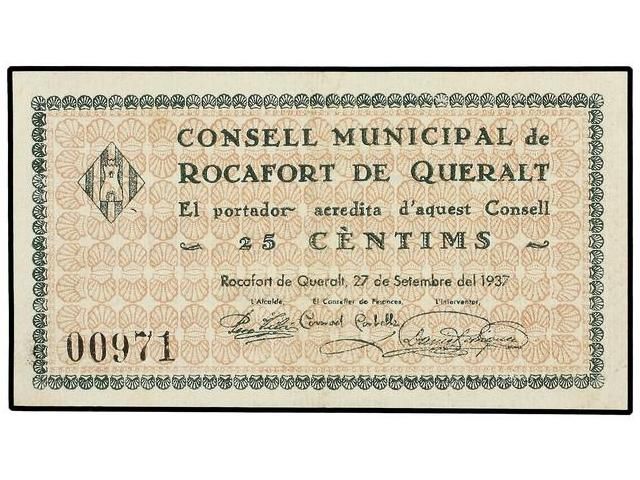 CONSELL MUNICIPAL de
ROCAFORT DE QUERALT
El portador acredita d'aquest Consell
25 CÈNTIMS
Rocafort de Queralt, 27 de Setembre del 1937
L'Alcalde, El Conseller de Finances, L'Interventor,
00971